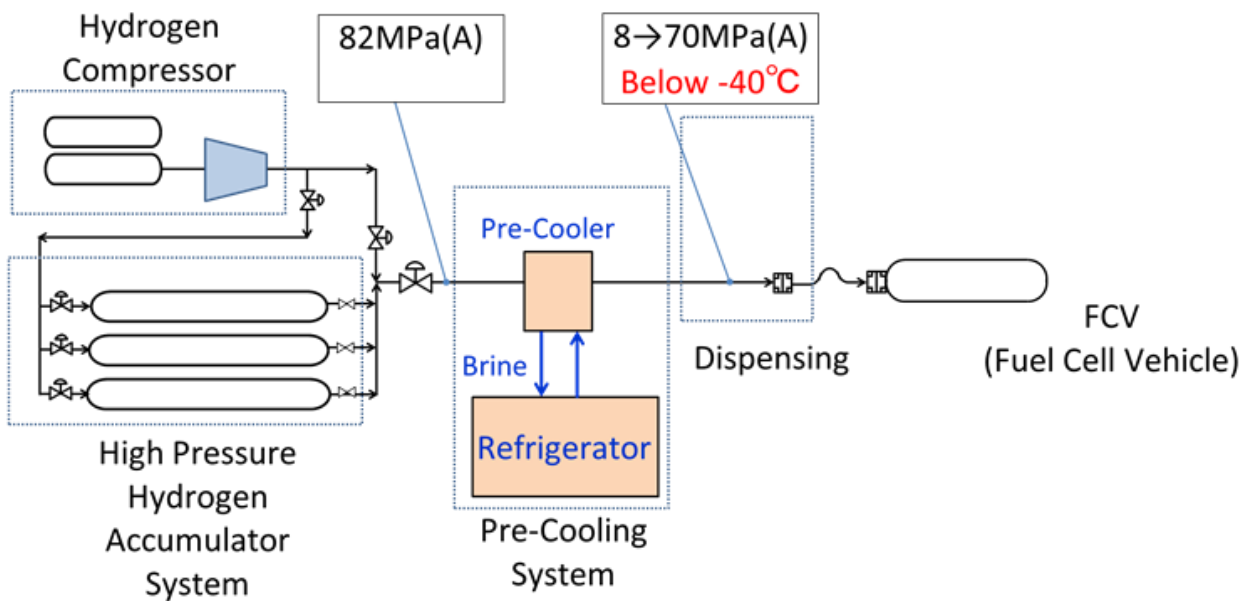 Hydrogen
Compressor
82MPa(A)
8→70MPa(A)
Below -40℃
Pre-Cooler
Brine
Refrigerator
Dispensing
FCV
(Fuel Cell Vehicle)
High Pressure
Hydrogen
Accumulator
System
Pre-Cooling
System